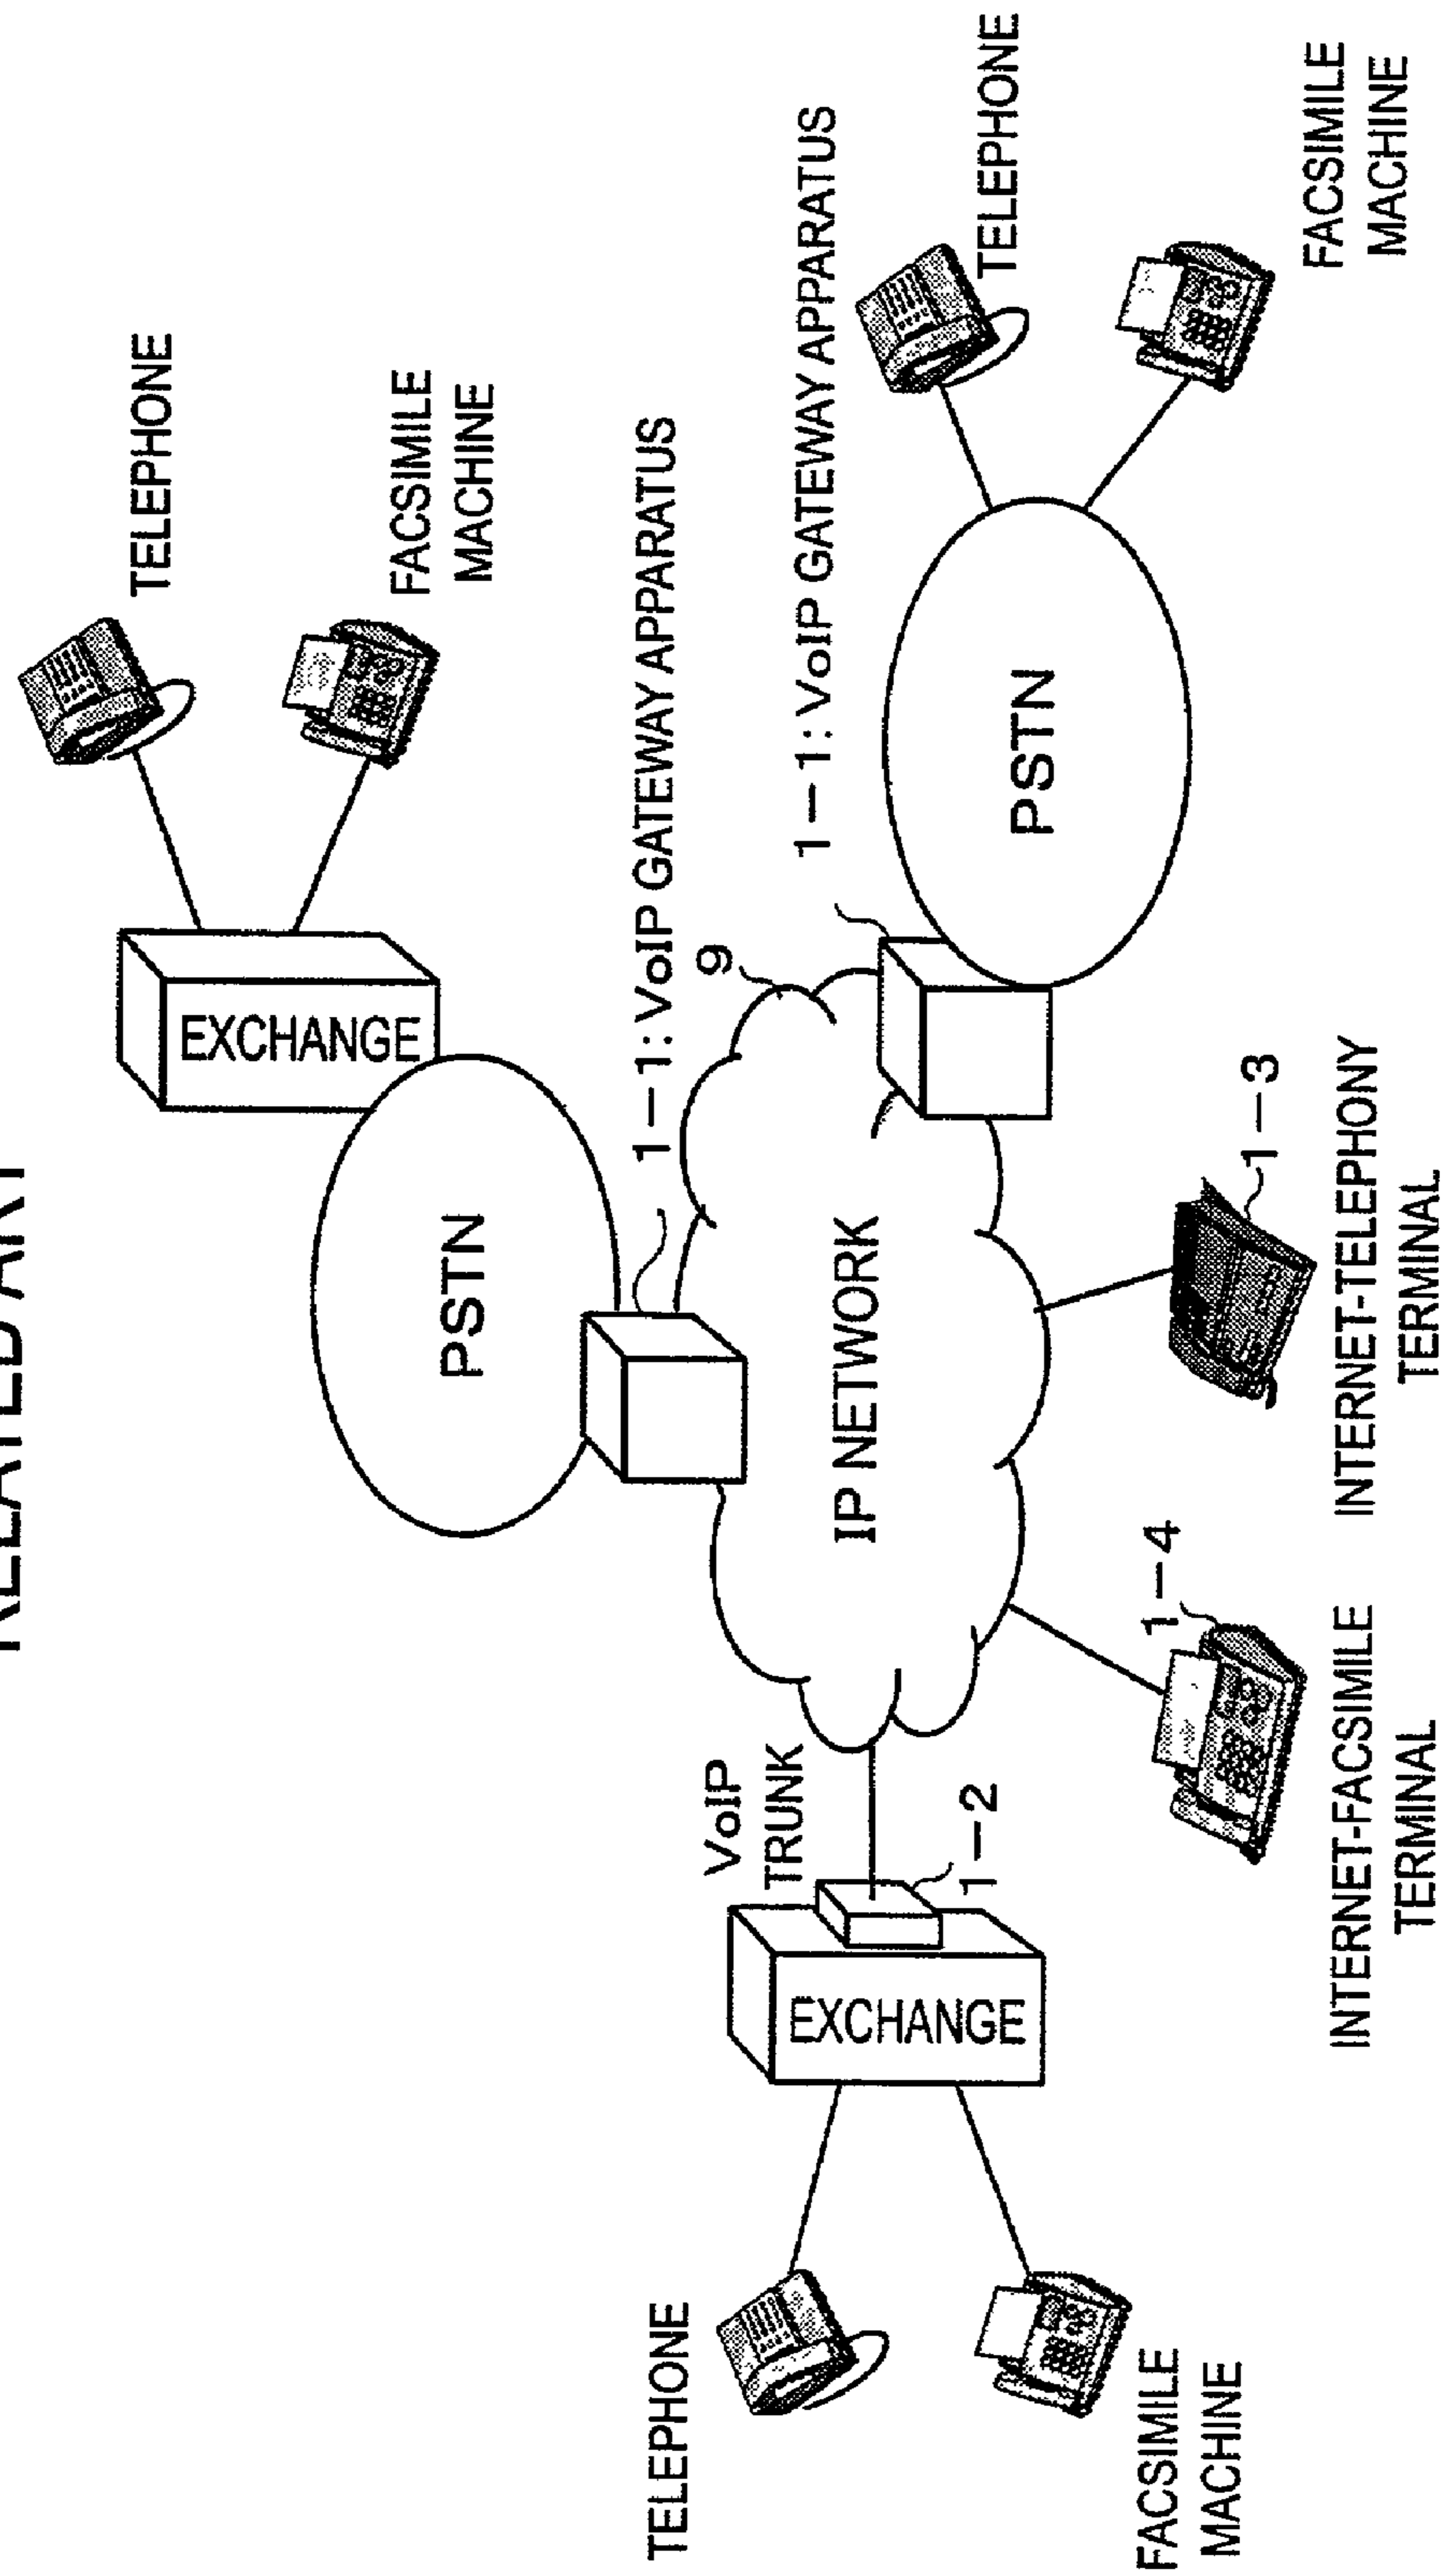 RELATED ART
TELEPHONE
FACSIMILE
MACHINE
EXCHANGE
PSTN
1-1: VoIP GATEWAY APPARATUS
9
1-1: VoIP GATEWAY APPARATUS
TELEPHONE
PSTN
FACSIMILE
MACHINE
IP NETWORK
VoIP
TRUNK
1-2
EXCHANGE
TELEPHONE
FACSIMILE
MACHINE
1-4
INTERNET-FACSIMILE
TERMINAL
1-3
INTERNET-TELEPHONY
TERMINAL